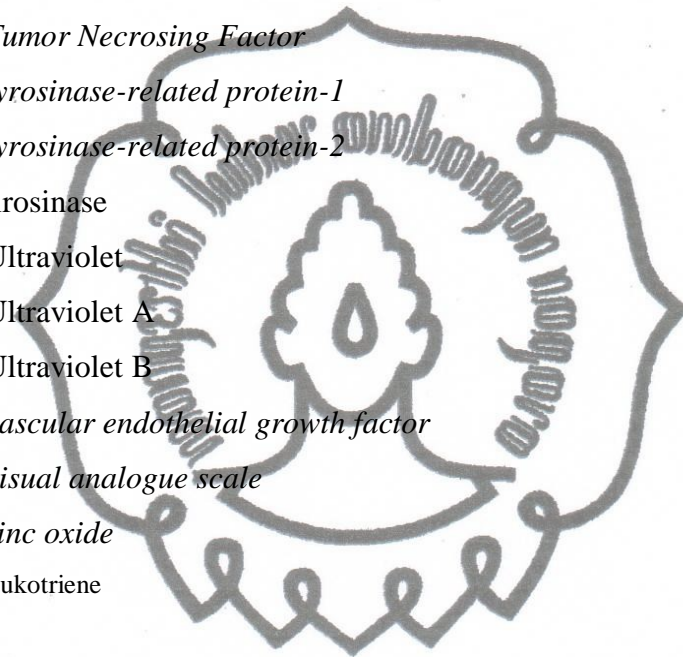 Tumor Necrosing Factor
yrosinase-related protein-1
yrosinase-related protein-2
irosinase
Ultraviolet
Ultraviolet A
Ultraviolet B
ascular endothelial growth factor
isual analogue scale
inc oxide
ukotriene